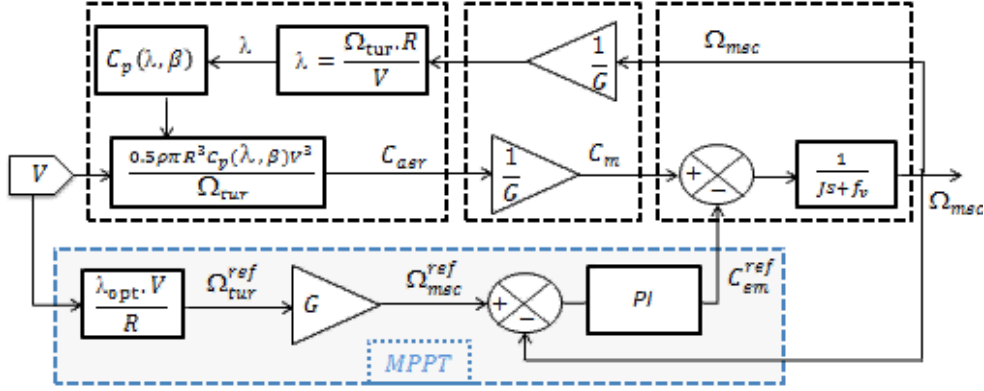 C_p(λ, β)
λ
λ = Ω_tur. R / V
1 / G
Ω_msc
V
0.5ρπR^3C_p(λ, β)V^3 / Ω_tur
C_aer
1 / G
C_m
+
−
1 / Js+f_v
Ω_msc
λ_opt. V / R
Ω_tur^ref
G
Ω_msc^ref
+
−
PI
C_em^ref
MPPT